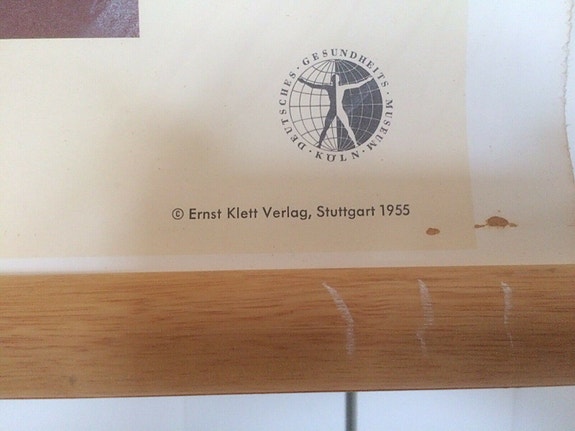 DEUTSCHES · GESUNDHEITS · MUSEUM · KÖLN ·
© Ernst Klett Verlag, Stuttgart 1955